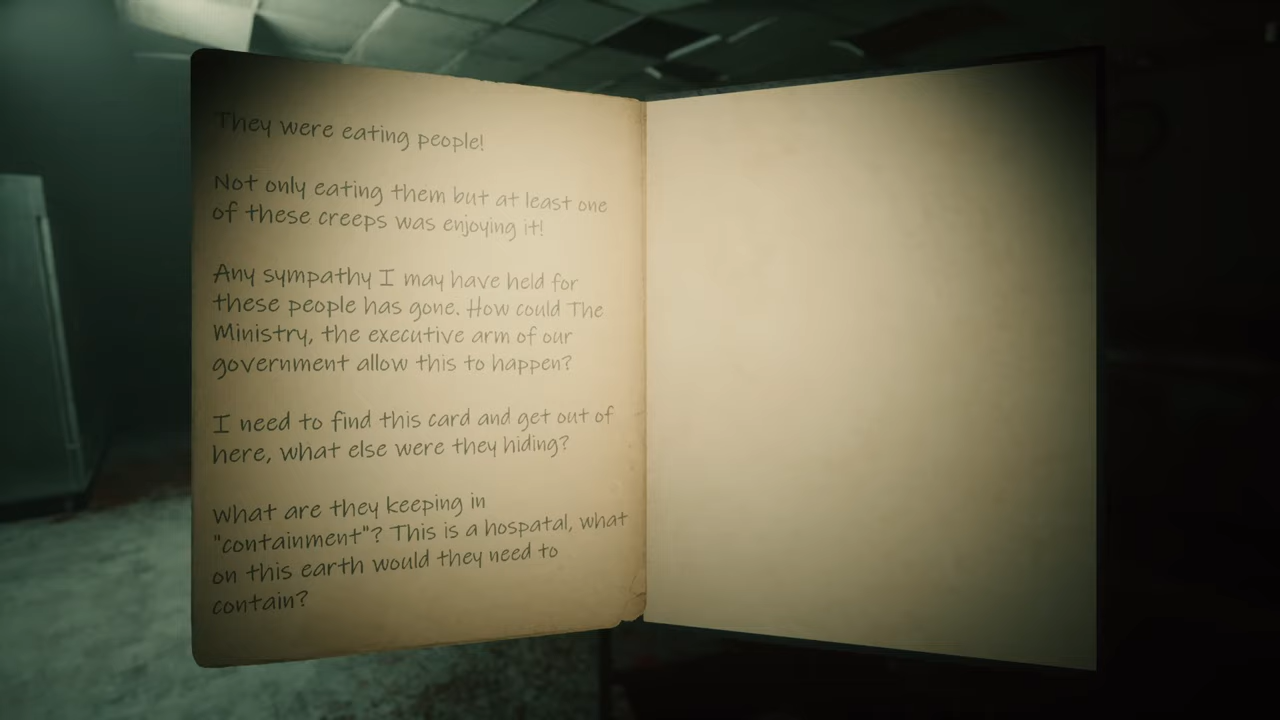 They were eating people!
Not only eating them but at least one
of these creeps was enjoying it!
Any sympathy I may have held for
these people has gone. How could The
Ministry, the executive arm of our
government allow this to happen?
I need to find this card and get out of
here, what else were they hiding?
What are they keeping in
"containment"? This is a hospatal, what
on this earth would they need to
contain?